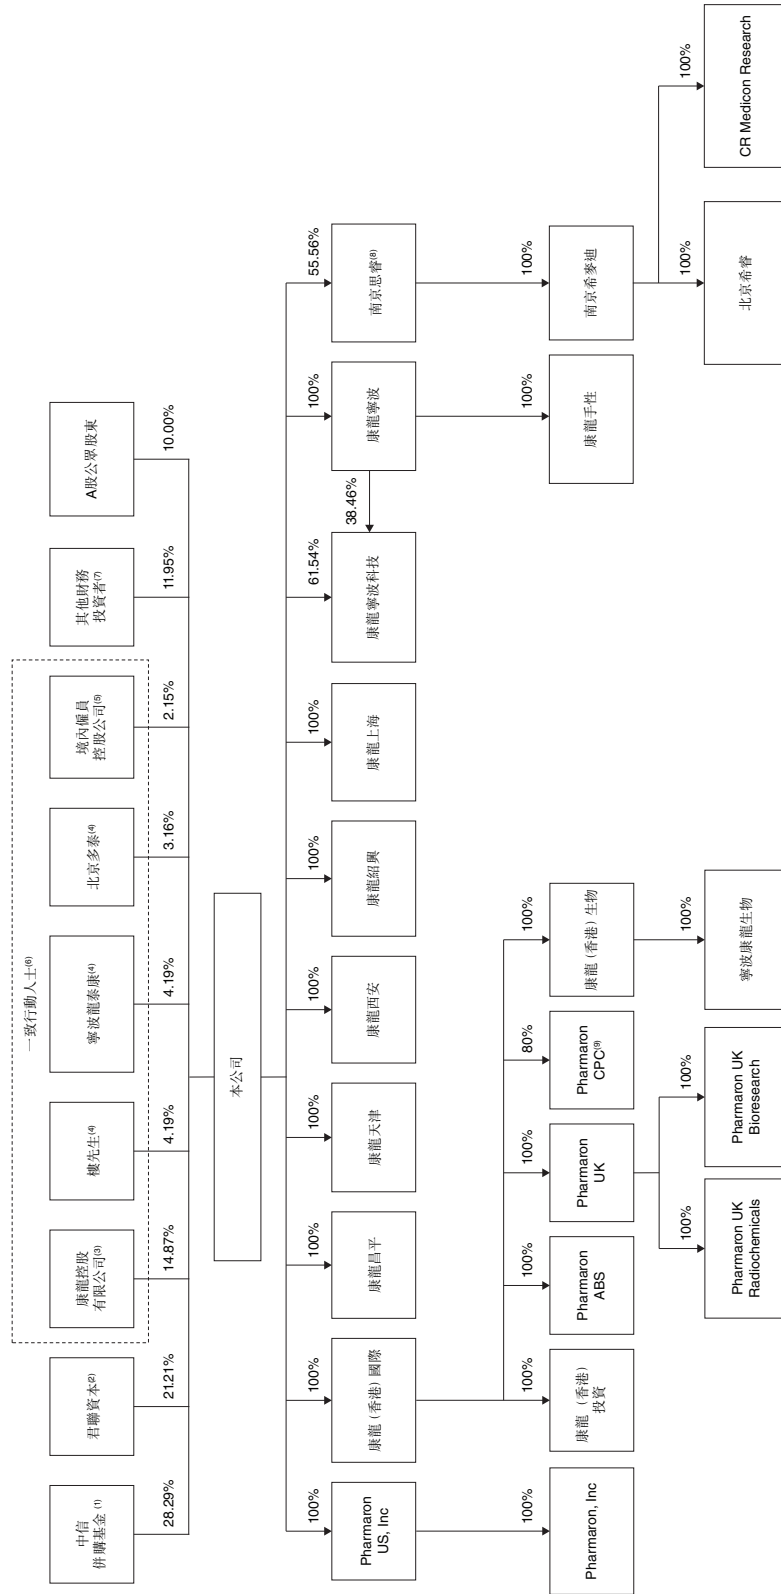 一致行動人士(6)
中信
併購基金 (1)
君聯資本(2)
康龍控股
有限公司(3)
樓先生(4)
寧波龍泰康(4)
北京多泰(4)
境內僱員
控股公司(5)
其他財務
投資者(7)
A股公眾股東
28.29%
21.21%
14.87%
4.19%
4.19%
3.16%
2.15%
11.95%
10.00%
本公司
100%
100%
100%
100%
100%
100%
100%
61.54%
100%
55.56%
Pharmaron
US, Inc
康龍 (香港) 國際
康龍昌平
康龍天津
康龍西安
康龍紹興
康龍上海
康龍寧波科技
38.46%
康龍寧波
南京思睿(8)
100%
100%
100%
100%
80%
100%
100%
100%
Pharmaron, Inc
康龍 (香港)
投資
Pharmaron
ABS
Pharmaron
UK
Pharmaron
CPC(9)
康龍 (香港) 生物
康龍手性
南京希麥迪
100%
100%
100%
100%
100%
Pharmaron UK
Radiochemicals
Pharmaron UK
Bioresearch
寧波康龍生物
北京希睿
CR Medicon Research